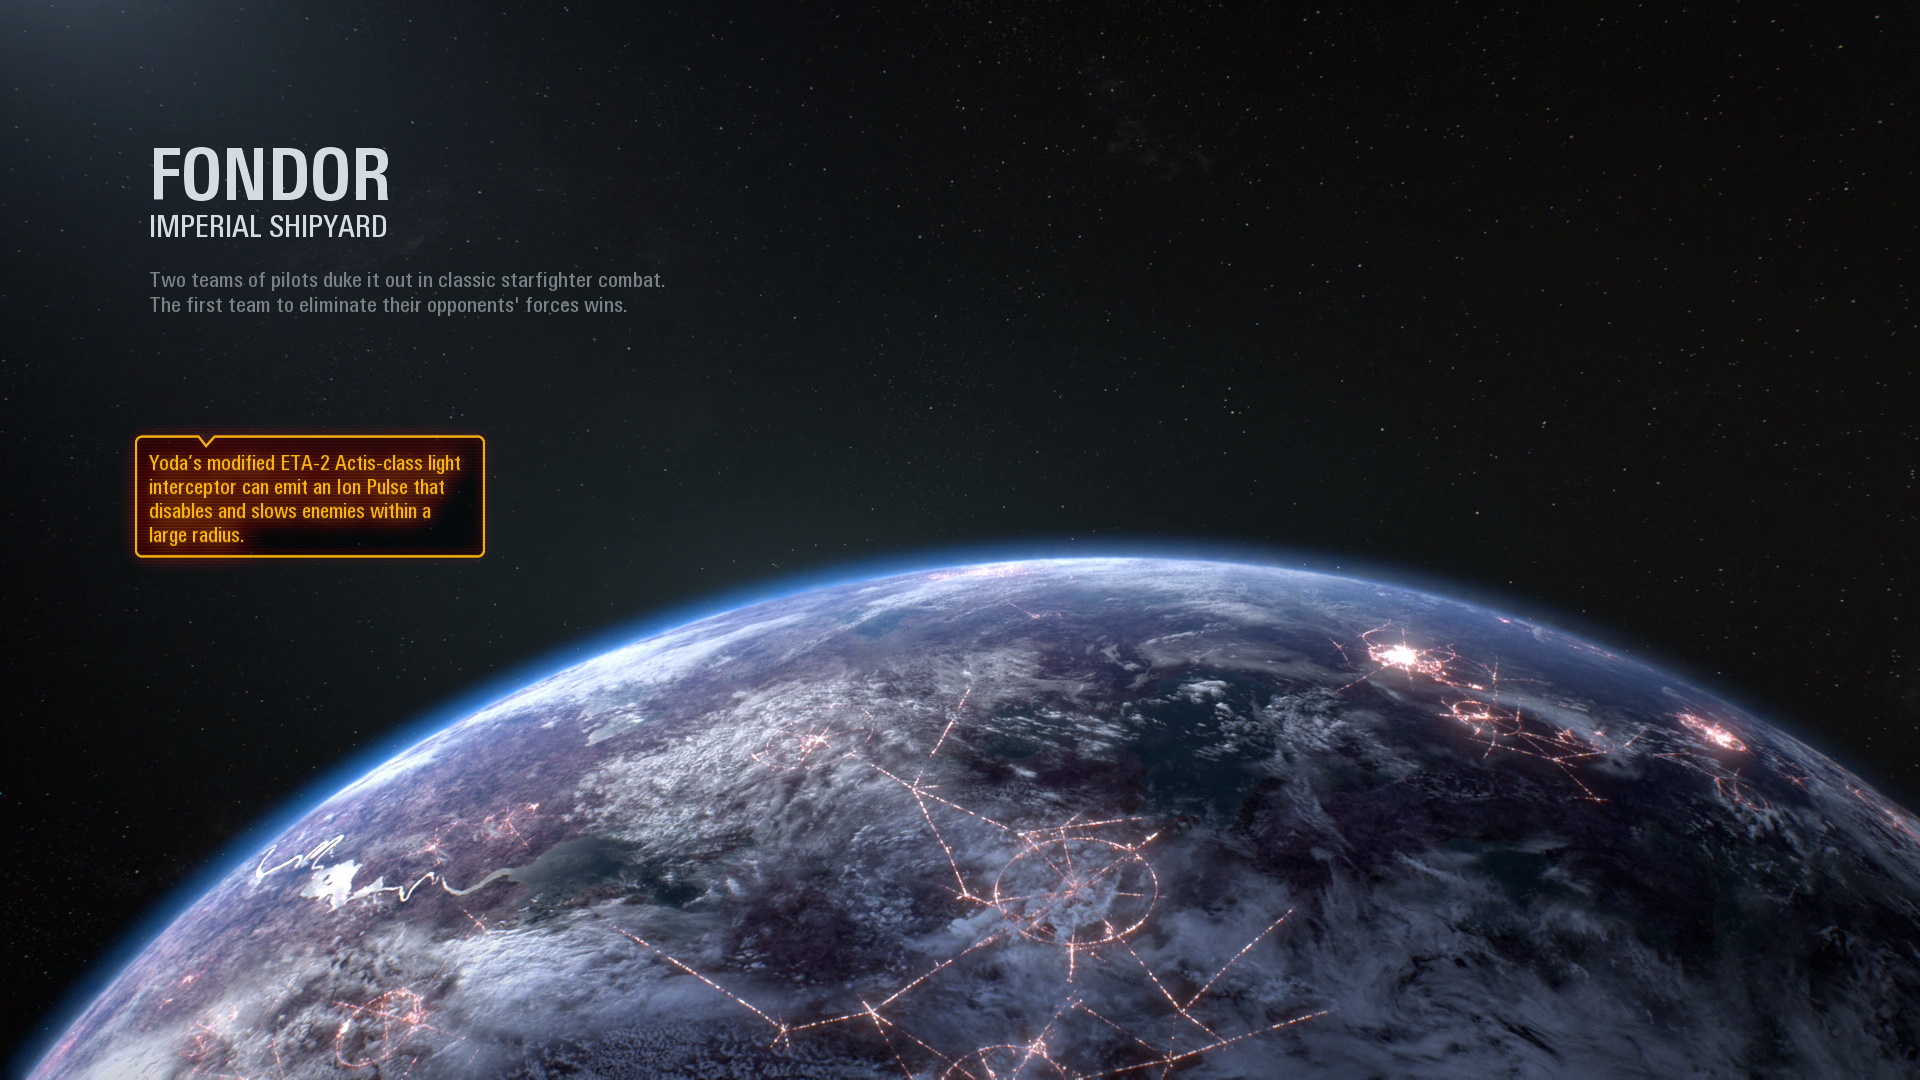 FONDOR
IMPERIAL SHIPYARD
Two teams of pilots duke it out in classic starfighter combat.
The first team to eliminate their opponents' forces wins.
Yoda's modified ETA-2 Actis-class light
interceptor can emit an Ion Pulse that
disables and slows enemies within a
large radius.